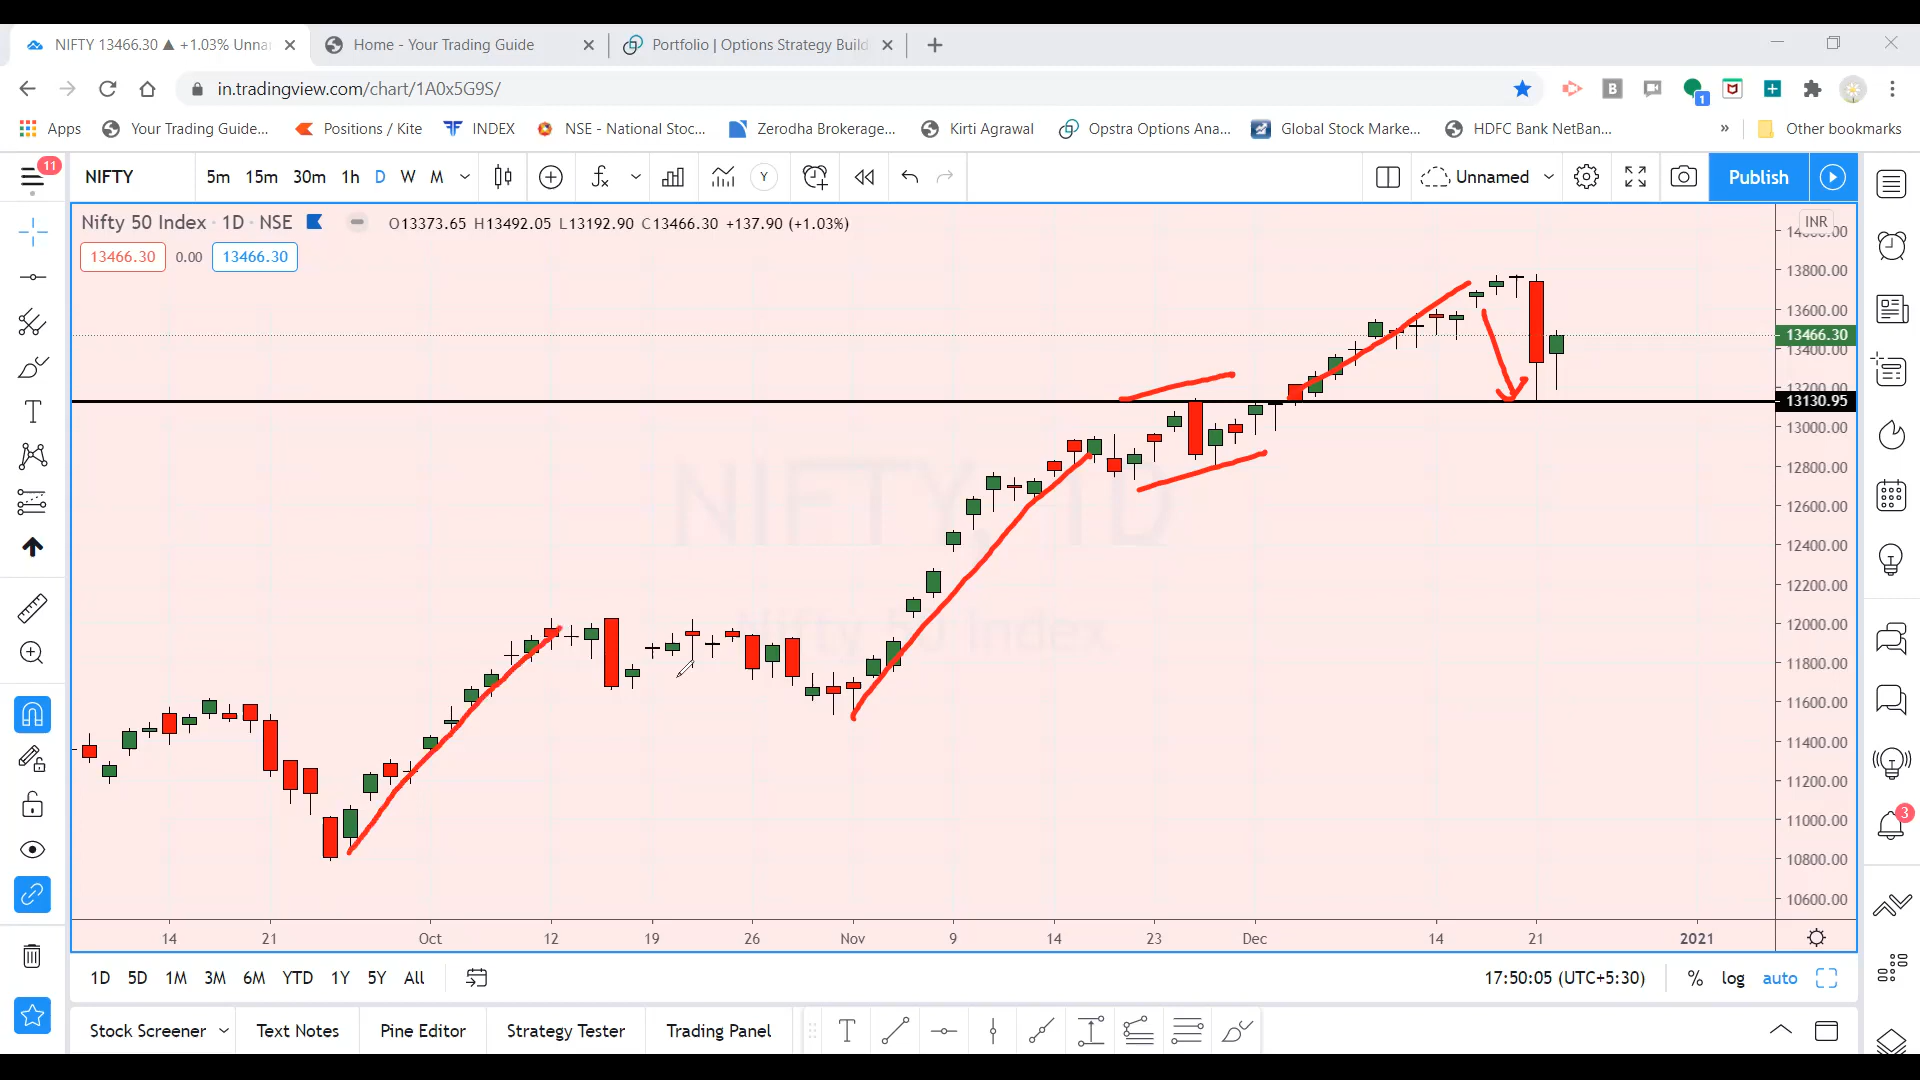 NIFTY 13466.30 ▲ +1.03% Unna
Home - Your Trading Guide
Portfolio | Options Strategy Build
in.tradingview.com/chart/1A0x5G9S/
1
Apps
Your Trading Guide...
Positions / Kite
INDEX
NSE - National Stoc...
Zerodha Brokerage...
Kirti Agrawal
Opstra Options Ana...
Global Stock Marke...
HDFC Bank NetBan...
»
Other bookmarks
11
NIFTY
5m 15m 30m 1h D W M
Y
Unnamed
Publish
Nifty 50 Index · 1D · NSE
O13373.65 H13492.05 L13192.90 C13466.30 +137.90 (+1.03%)
13466.30 0.00 13466.30
INR
13800.00
13600.00
13466.30
13400.00
13200.00
13130.95
13000.00
12800.00
12600.00
12400.00
12200.00
12000.00
11800.00
11600.00
11400.00
11200.00
11000.00
10800.00
10600.00
NIFTY, 1D
Nifty 50 Index
3
14 21 Oct 12 19 26 Nov 9 14 23 Dec 14 21 2021
1D 5D 1M 3M 6M YTD 1Y 5Y All
17:50:05 (UTC+5:30)
% log auto
Stock Screener
Text Notes
Pine Editor
Strategy Tester
Trading Panel